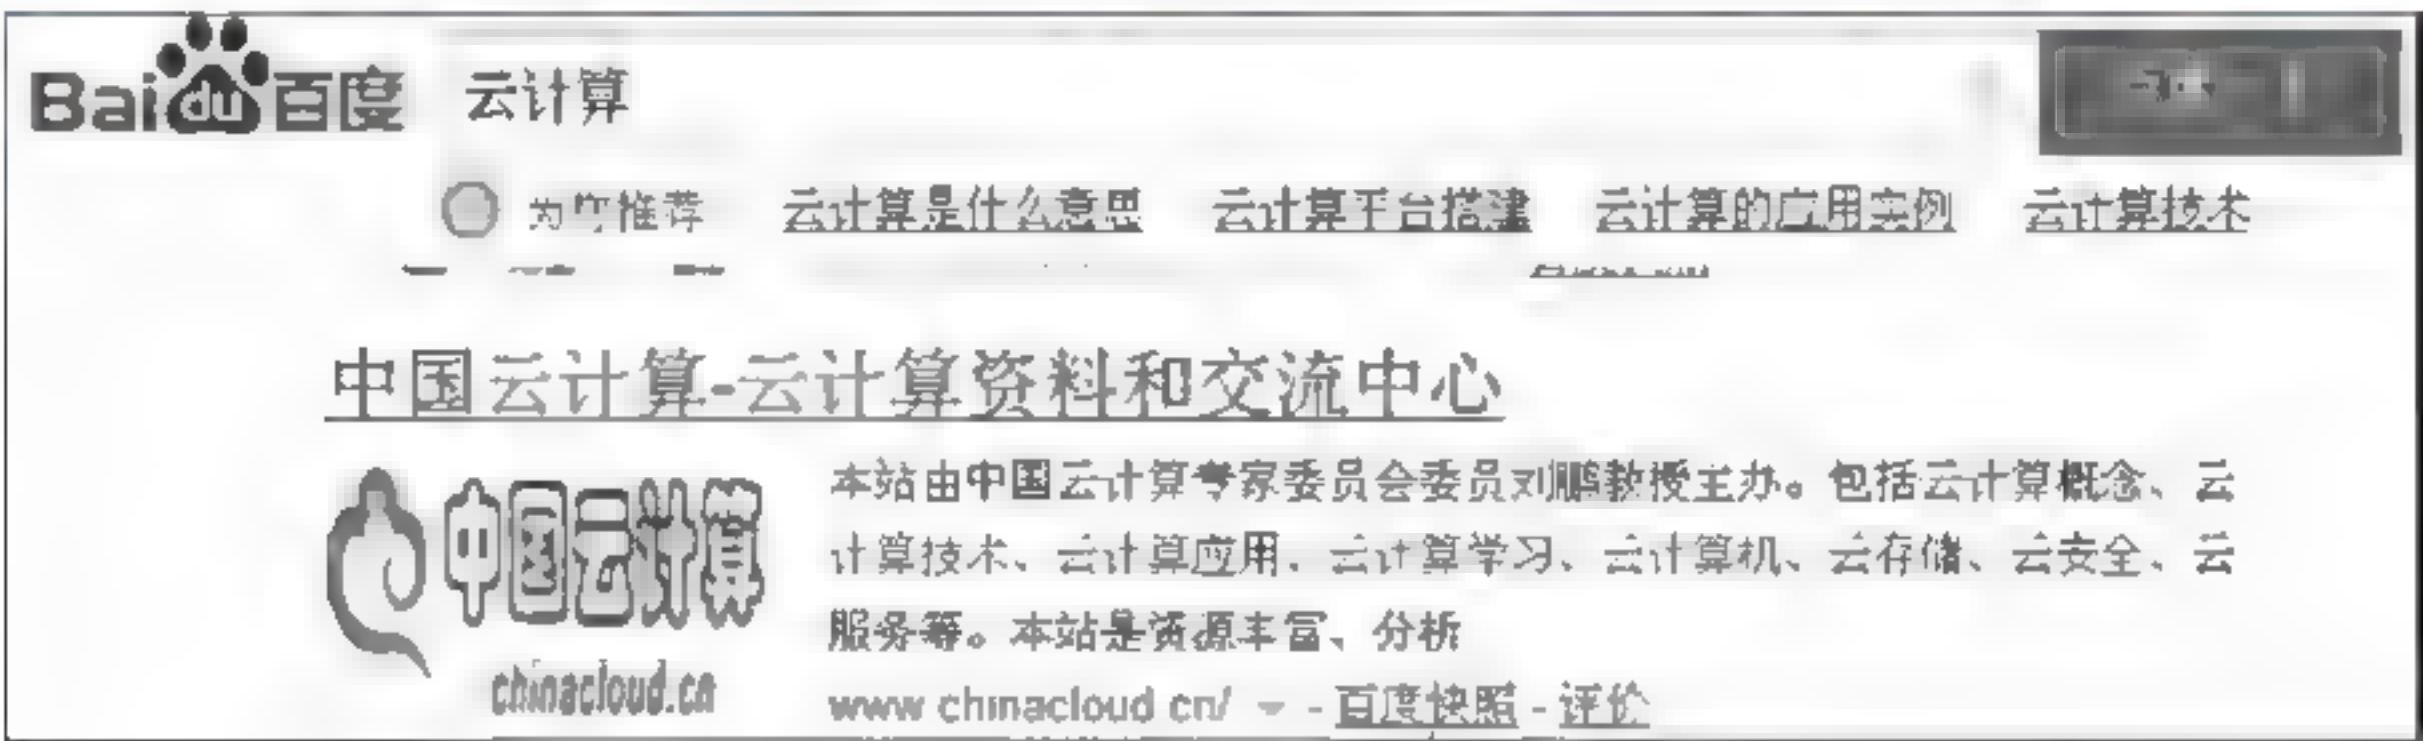 Baidu百度 云计算
为您推荐 云计算是什么意思 云计算平台搭建 云计算的应用实例 云计算技术
中国云计算-云计算资料和交流中心
中国云计算
chinacloud.cn
本站由中国云计算专家委员会委员刘鹏教授主办。包括云计算概念、云
计算技术、云计算应用、云计算学习、云计算机、云存储、云安全、云
服务等。本站是资源丰富、分析
www chinacloud cn/ - 百度快照 - 评价